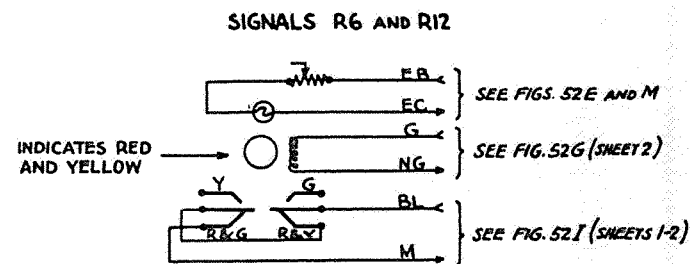 SIGNALS R6 AND R12
EB
EC
SEE FIGS. 52E AND M
G
NG
SEE FIG. 52G (SHEET 2)
INDICATES RED
AND YELLOW
Y
G
BL
R&G
R&Y
M
SEE FIG. 52I (SHEETS 1-2)